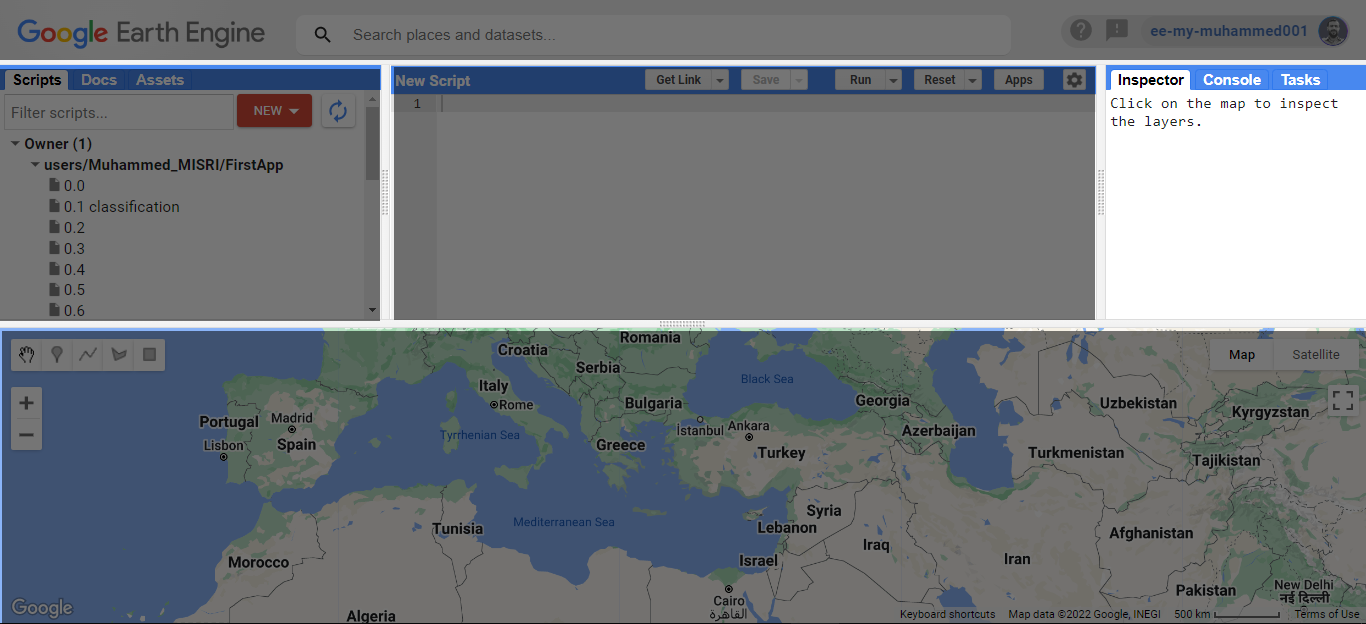 Google Earth Engine
Search places and datasets...
ee-my-muhammed001
Scripts Docs Assets
Filter scripts...
NEW
Owner (1)
users/Muhammed_MISRI/FirstApp
0.0
0.1 classification
0.2
0.3
0.4
0.5
0.6
New Script
Get Link
Save
Run
Reset
Apps
1
Inspector Console Tasks
Click on the map to inspect
the layers.
Map Satellite
Romania
Croatia
Serbia
Black Sea
Italy
Rome
Bulgaria
Georgia
Uzbekistan
Kyrgyzstan
Portugal
Madrid
İstanbul
Ankara
Azerbaijan
Lisbon
Spain
Tyrrhenian Sea
Greece
Turkey
Turkmenistan
Tajikistan
Tunisia
Mediterranean Sea
Syria
Lebanon
Afghanistan
Morocco
Israel
Iraq
Iran
Pakistan
New Delhi
नई दिल्ली
Cairo
القاهرة
Algeria
Google
Keyboard shortcuts
Map data ©2022 Google, INEGI
500 km
Terms of Use